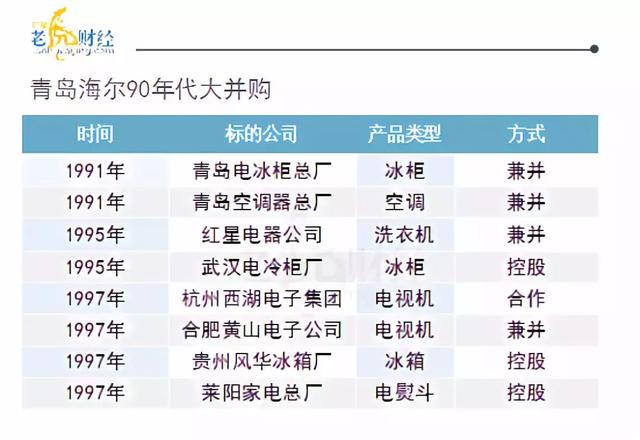 老虎财经
青岛海尔90年代大并购
时间 标的公司 产品类型 方式
1991年 青岛电冰柜总厂 冰柜 兼并
1991年 青岛空调器总厂 空调 兼并
1995年 红星电器公司 洗衣机 兼并
1995年 武汉电冷柜厂 冰柜 控股
1997年 杭州西湖电子集团 电视机 合作
1997年 合肥黄山电子公司 电视机 兼并
1997年 贵州风华冰箱厂 冰箱 控股
1997年 莱阳家电总厂 电熨斗 控股